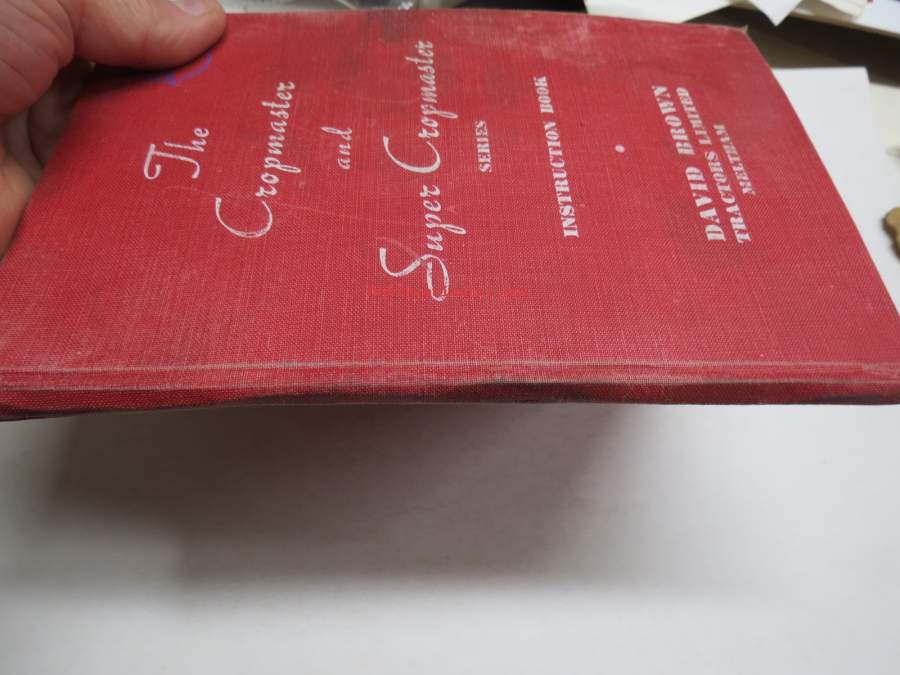 The
Cropmaster
and
Super Cropmaster
SERIES
INSTRUCTION BOOK
DAVID BROWN
TRACTORS LIMITED
MELTHAM